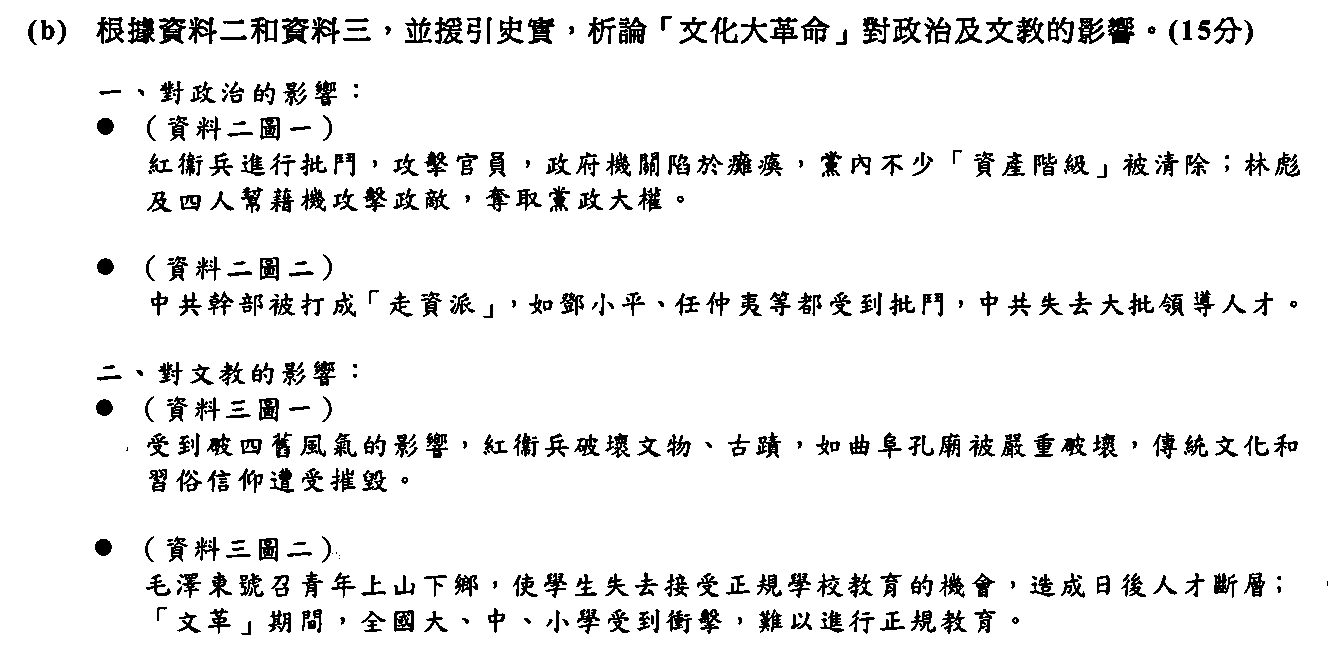 (b) 根據資料二和資料三，並援引史實，析論「文化大革命」對政治及文教的影響。(15分)
一、對政治的影響：
● （資料二圖一）
紅衞兵進行批鬥，攻擊官員，政府機關陷於癱瘓，黨內不少「資產階級」被清除；林彪
及四人幫藉機攻擊政敵，奪取黨政大權。
● （資料二圖二）
中共幹部被打成「走資派」，如鄧小平、任仲夷等都受到批鬥，中共失去大批領導人才。
二、對文教的影響：
● （資料三圖一）
受到破四舊風氣的影響，紅衞兵破壞文物、古蹟，如曲阜孔廟被嚴重破壞，傳統文化和
習俗信仰遭受摧毀。
● （資料三圖二）
毛澤東號召青年上山下鄉，使學生失去接受正規學校教育的機會，造成日後人才斷層；
「文革」期間，全國大、中、小學受到衝擊，難以進行正規教育。